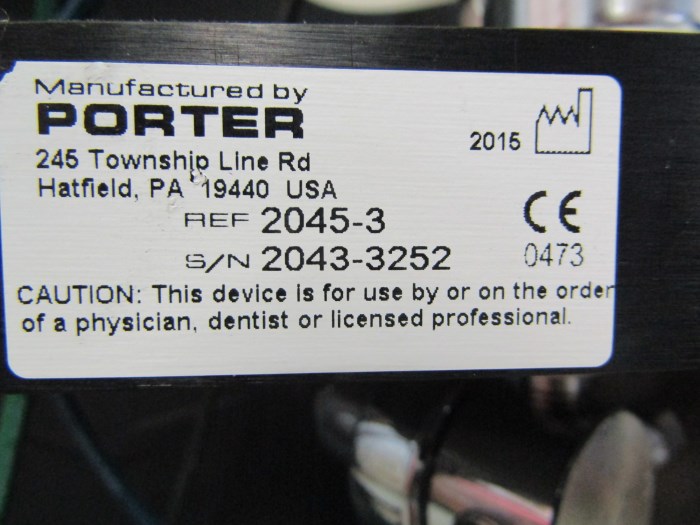 Manufactured by
PORTER
2015
245 Township Line Rd
Hatfield, PA 19440 USA
REF 2045-3
CE
S/N 2043-3252
0473
CAUTION: This device is for use by or on the order
of a physician, dentist or licensed professional.